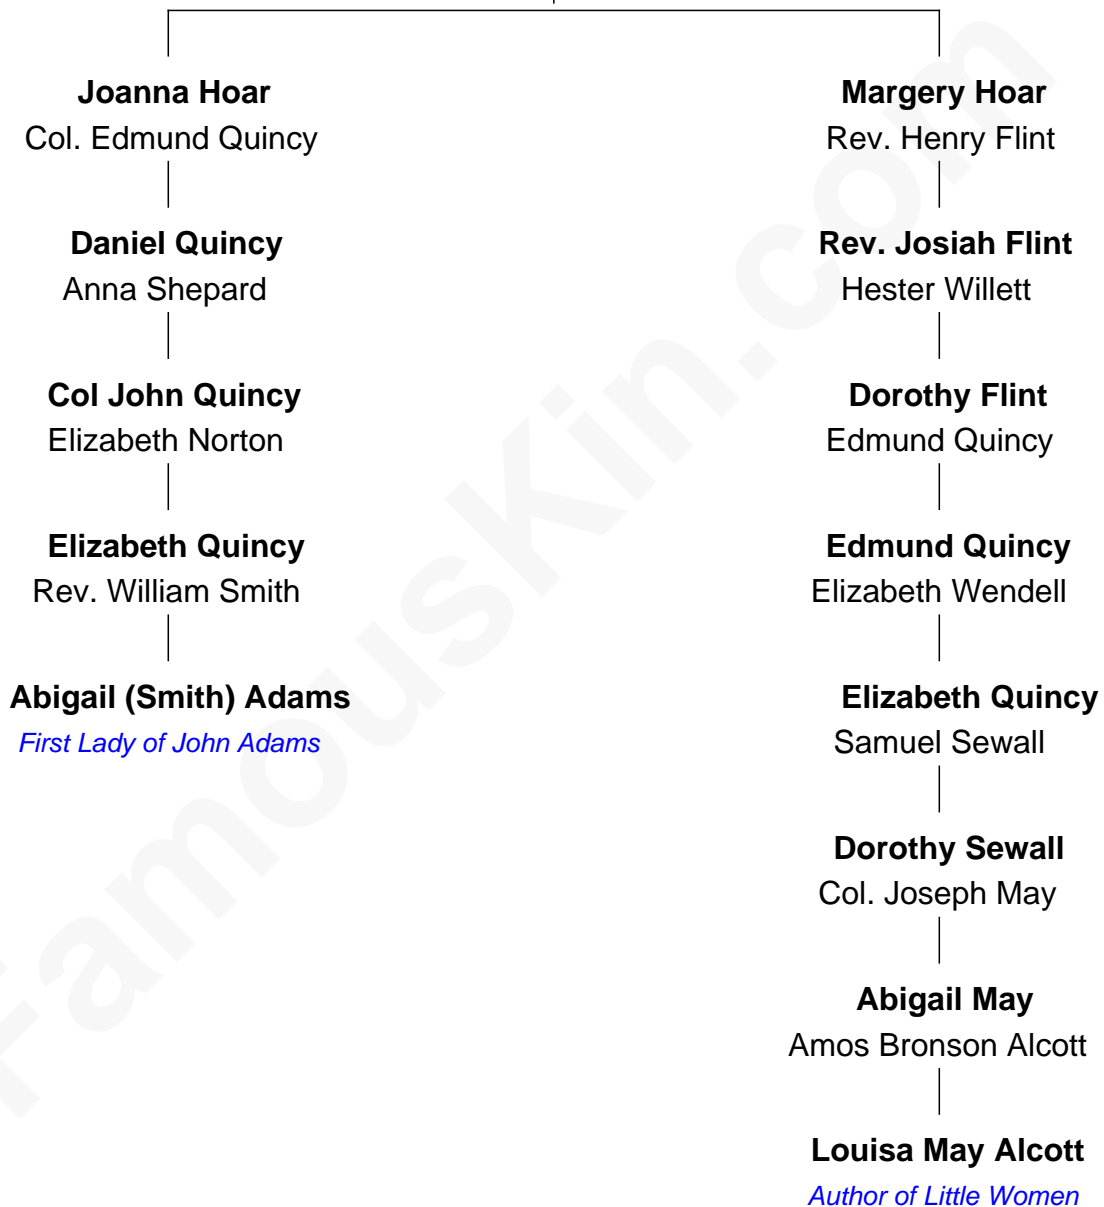 Joanna Hoar
Col. Edmund Quincy
Daniel Quincy
Anna Shepard
Col John Quincy
Elizabeth Norton
Elizabeth Quincy
Rev. William Smith
Abigail (Smith) Adams
First Lady of John Adams
Margery Hoar
Rev. Henry Flint
Rev. Josiah Flint
Hester Willett
Dorothy Flint
Edmund Quincy
Edmund Quincy
Elizabeth Wendell
Elizabeth Quincy
Samuel Sewall
Dorothy Sewall
Col. Joseph May
Abigail May
Amos Bronson Alcott
Louisa May Alcott
Author of Little Women
FamousKin.com